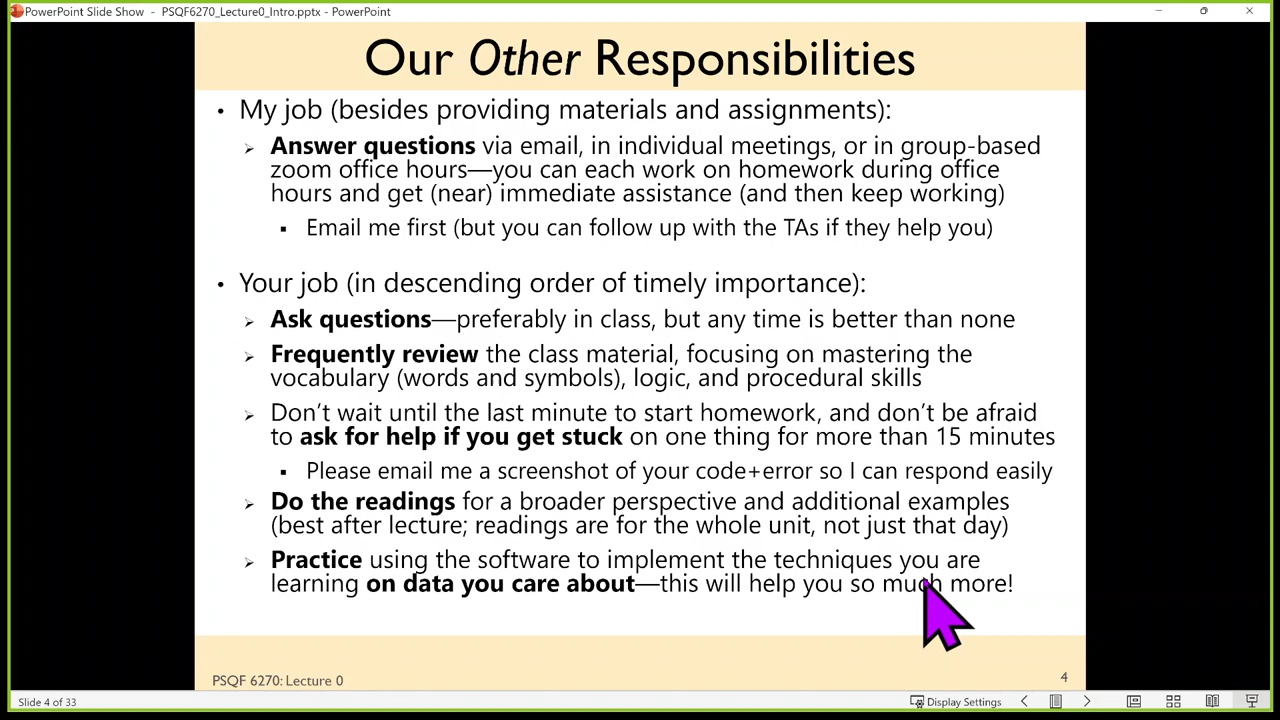 PowerPoint Slide Show - PSQF6270_Lecture0_Intro.pptx - PowerPoint
Our Other Responsibilities
• My job (besides providing materials and assignments):
➢ Answer questions via email, in individual meetings, or in group-based
zoom office hours—you can each work on homework during office
hours and get (near) immediate assistance (and then keep working)
▪ Email me first (but you can follow up with the TAs if they help you)
• Your job (in descending order of timely importance):
➢ Ask questions—preferably in class, but any time is better than none
➢ Frequently review the class material, focusing on mastering the
vocabulary (words and symbols), logic, and procedural skills
➢ Don't wait until the last minute to start homework, and don't be afraid
to ask for help if you get stuck on one thing for more than 15 minutes
▪ Please email me a screenshot of your code+error so I can respond easily
➢ Do the readings for a broader perspective and additional examples
(best after lecture; readings are for the whole unit, not just that day)
➢ Practice using the software to implement the techniques you are
learning on data you care about—this will help you so much more!
PSQF 6270: Lecture 0
4
Slide 4 of 33
Display Settings